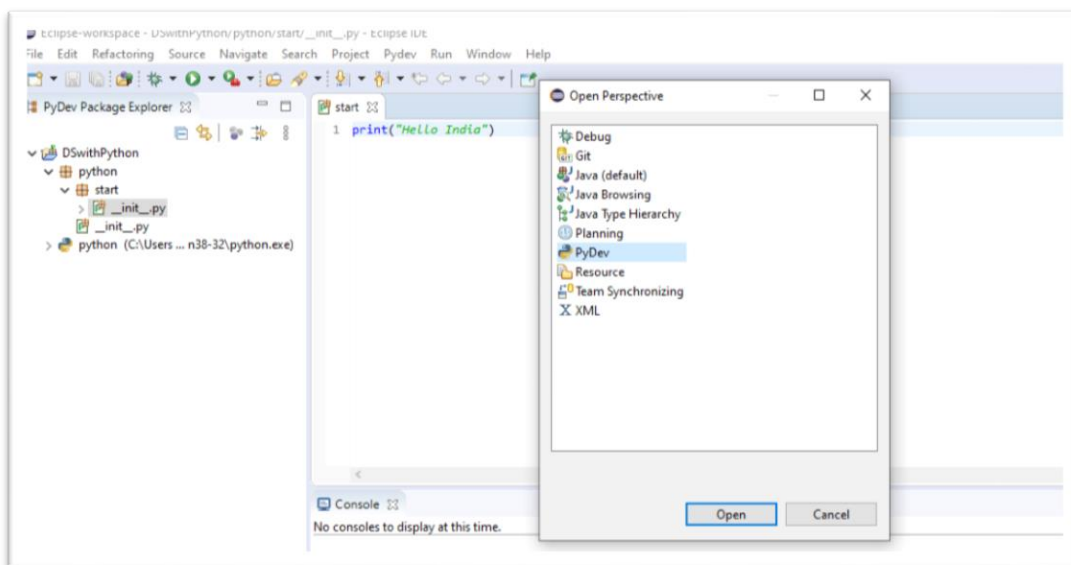 Eclipse-workspace - DSwithPython/python/start/__init__.py - Eclipse IDE
File Edit Refactoring Source Navigate Search Project Pydev Run Window Help
PyDev Package Explorer
DSwithPython
python
start
__init__.py
__init__.py
python (C:\Users ... n38-32\python.exe)
start
1 print("Hello India")
Console
No consoles to display at this time.
Open Perspective
Debug
Git
Java (default)
Java Browsing
Java Type Hierarchy
Planning
PyDev
Resource
Team Synchronizing
X XML
Open Cancel